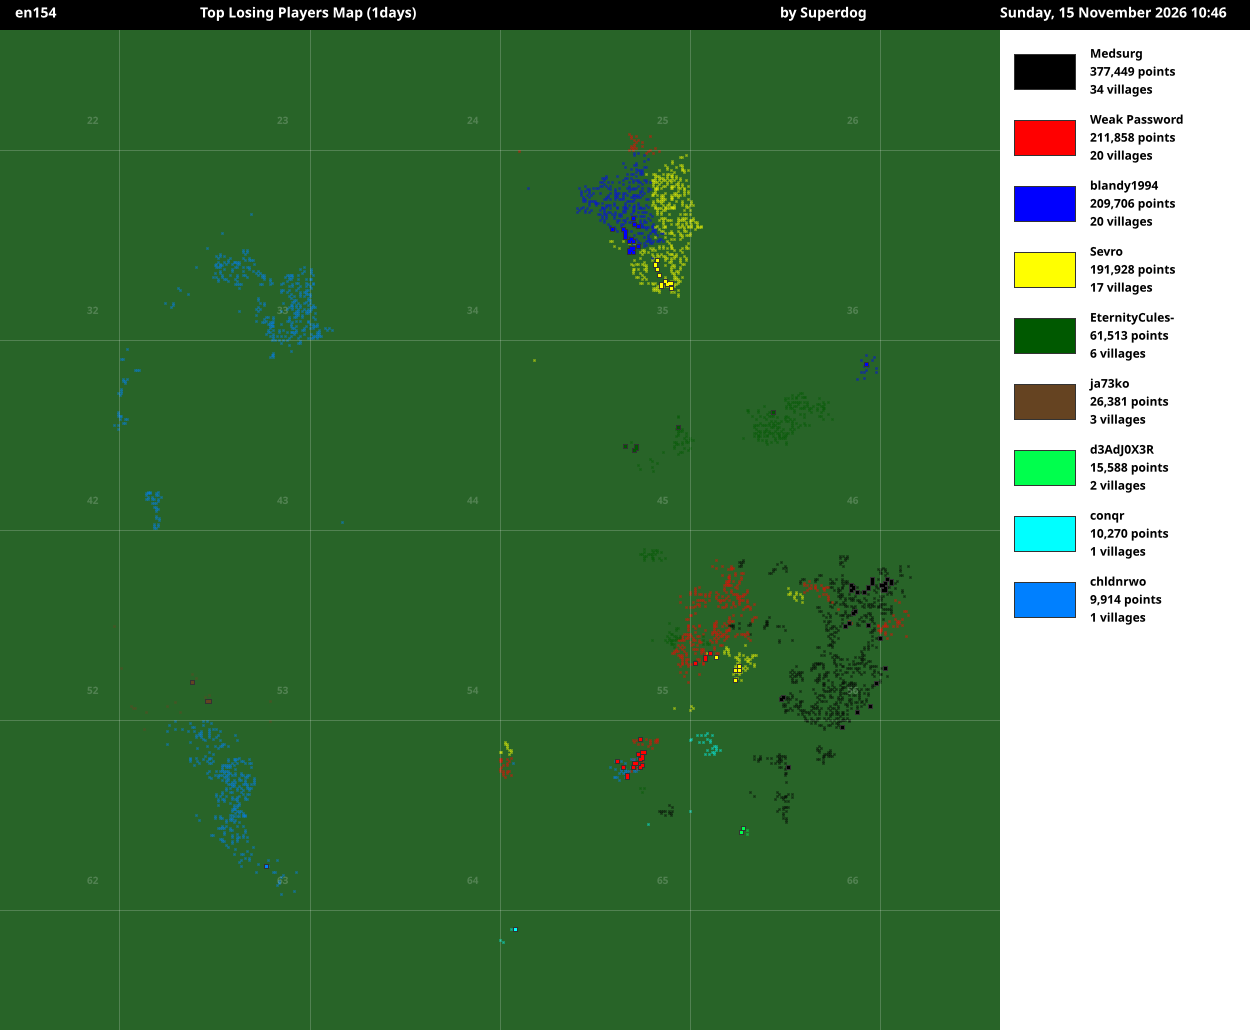 en154 Top Losing Players Map (1days) by Superdog Sunday, 15 November 2026 10:46
Medsurg
377,449 points
34 villages
Weak Password
211,858 points
20 villages
blandy1994
209,706 points
20 villages
Sevro
191,928 points
17 villages
EternityCules-
61,513 points
6 villages
ja73ko
26,381 points
3 villages
d3AdJ0X3R
15,588 points
2 villages
conqr
10,270 points
1 villages
chldnrwo
9,914 points
1 villages
22 23 24 25 26
32 33 34 35 36
42 43 44 45 46
52 53 54 55 56
62 63 64 65 66